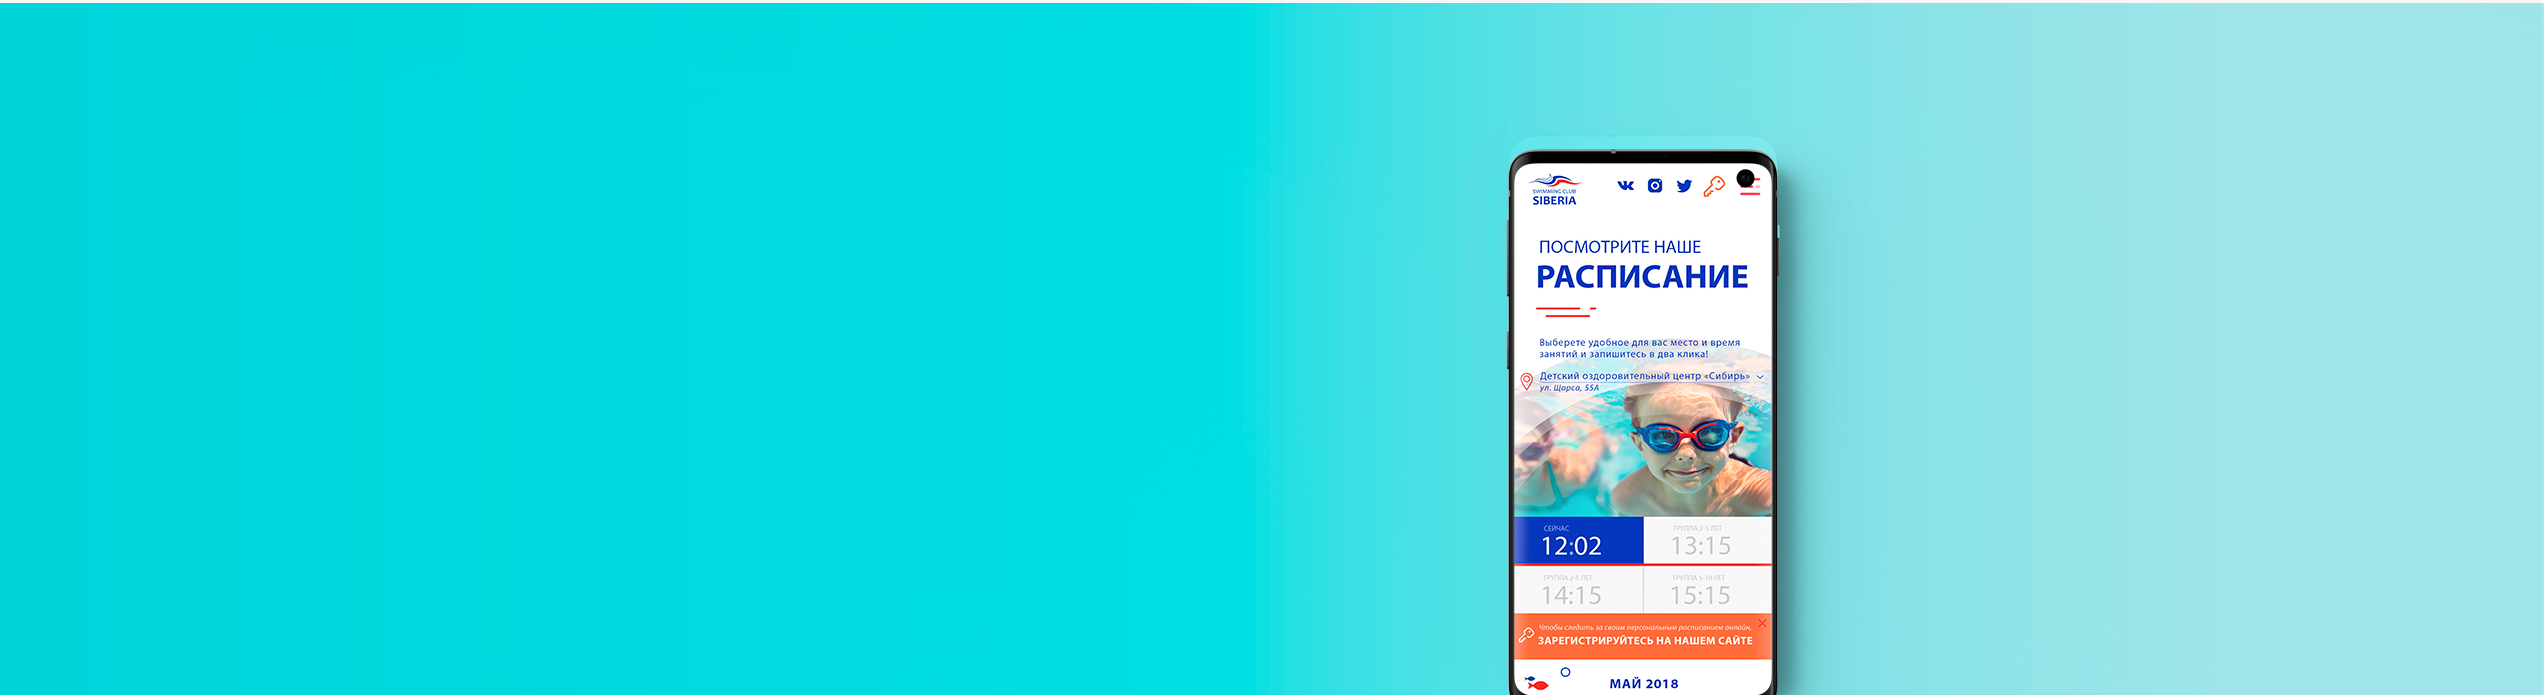 SWIMMING CLUB
SIBERIA
ПОСМОТРИТЕ НАШЕ
РАСПИСАНИЕ
Выберете удобное для вас место и время
занятий и запишитесь в два клика!
Детский оздоровительный центр «Сибирь»
ул. Щорса, 55А
СЕЙЧАС
12:02
ГРУППА 2-5 ЛЕТ
13:15
ГРУППА 2-5 ЛЕТ
14:15
ГРУППА 5-10 ЛЕТ
15:15
Чтобы следить за своим персональным расписанием онлайн,
ЗАРЕГИСТРИРУЙТЕСЬ НА НАШЕМ САЙТЕ
МАЙ 2018